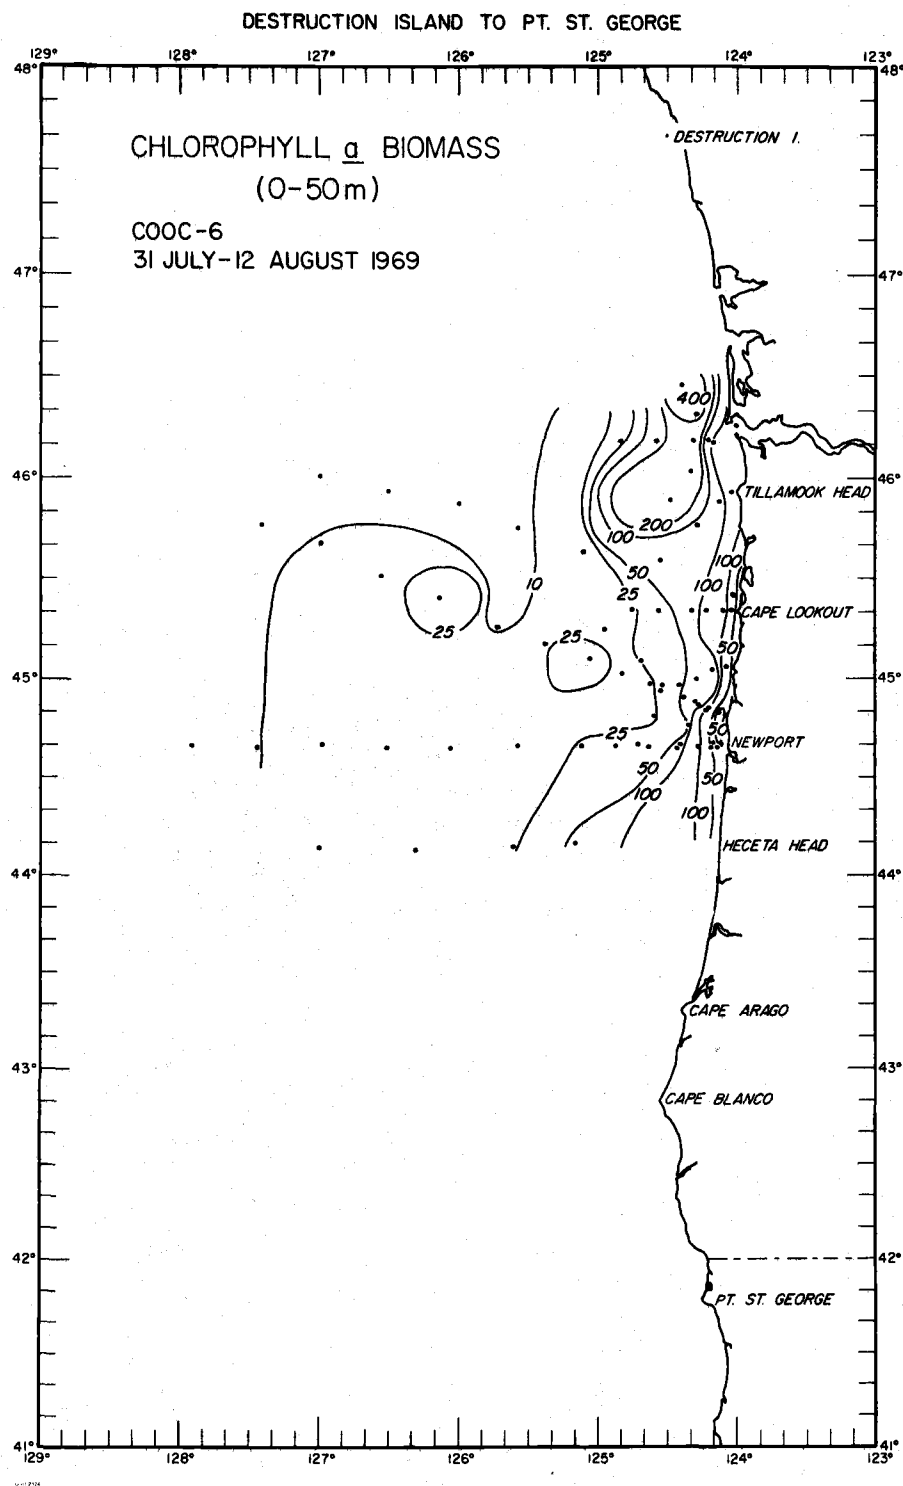 DESTRUCTION ISLAND TO PT. ST. GEORGE
129° 128° 127° 126° 125° 124° 123°
48° 48°
DESTRUCTION I.
CHLOROPHYLL a BIOMASS
(0-50m)
COOC-6
31 JULY-12 AUGUST 1969
47° 47°
400
46° 46°
TILLAMOOK HEAD
200
100
100
50
10 100
25
CAPE LOOKOUT
25 25
50
45° 45°
25 50
NEWPORT
50 50
100
100
HECETA HEAD
44° 44°
CAPE ARAGO
43° 43°
CAPE BLANCO
42° 42°
PT. ST. GEORGE
41° 41°
129° 128° 127° 126° 125° 124° 123°